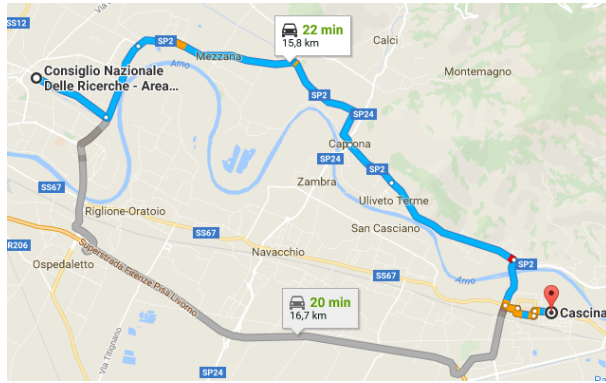 SS12
SP2
22 min
15,8 km
Calci
Mezzana
Arno
Montemagno
Consiglio Nazionale
Delle Ricerche - Area...
SP2
SP24
SP24
SP2
Zambra
Uliveto Terme
SS67
Riglione-Oratoio
San Casciano
R206
Ospedaletto
Superstrada Firenze Pisa Livorno
Navacchio
SS67
SP2
Arno
20 min
16,7 km
Cascina
Via Titignano
SP24